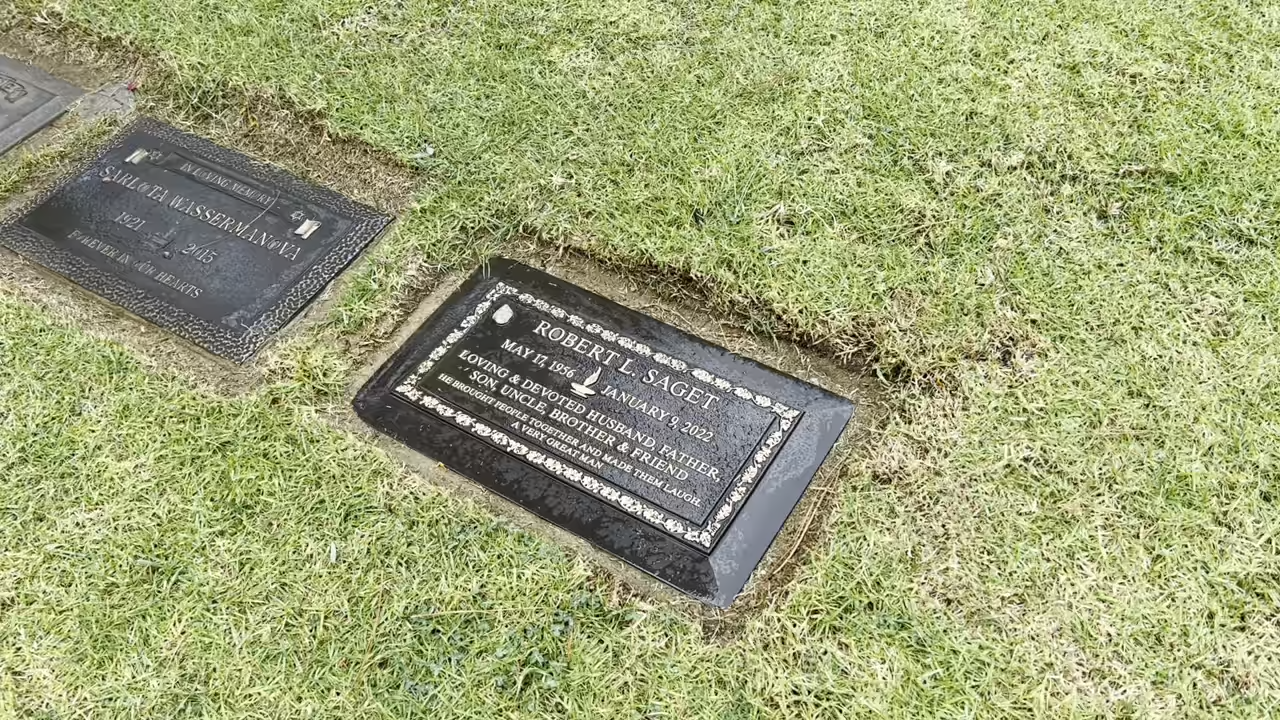 IN LOVING MEMORY
SARLOTA WASSERMANOVA
1921 2015
FOREVER IN OUR HEARTS
ROBERT L. SAGET
MAY 17, 1956 JANUARY 9, 2022
LOVING & DEVOTED HUSBAND, FATHER,
SON, UNCLE, BROTHER & FRIEND
HE BROUGHT PEOPLE TOGETHER AND MADE THEM LAUGH.
A VERY GREAT MAN